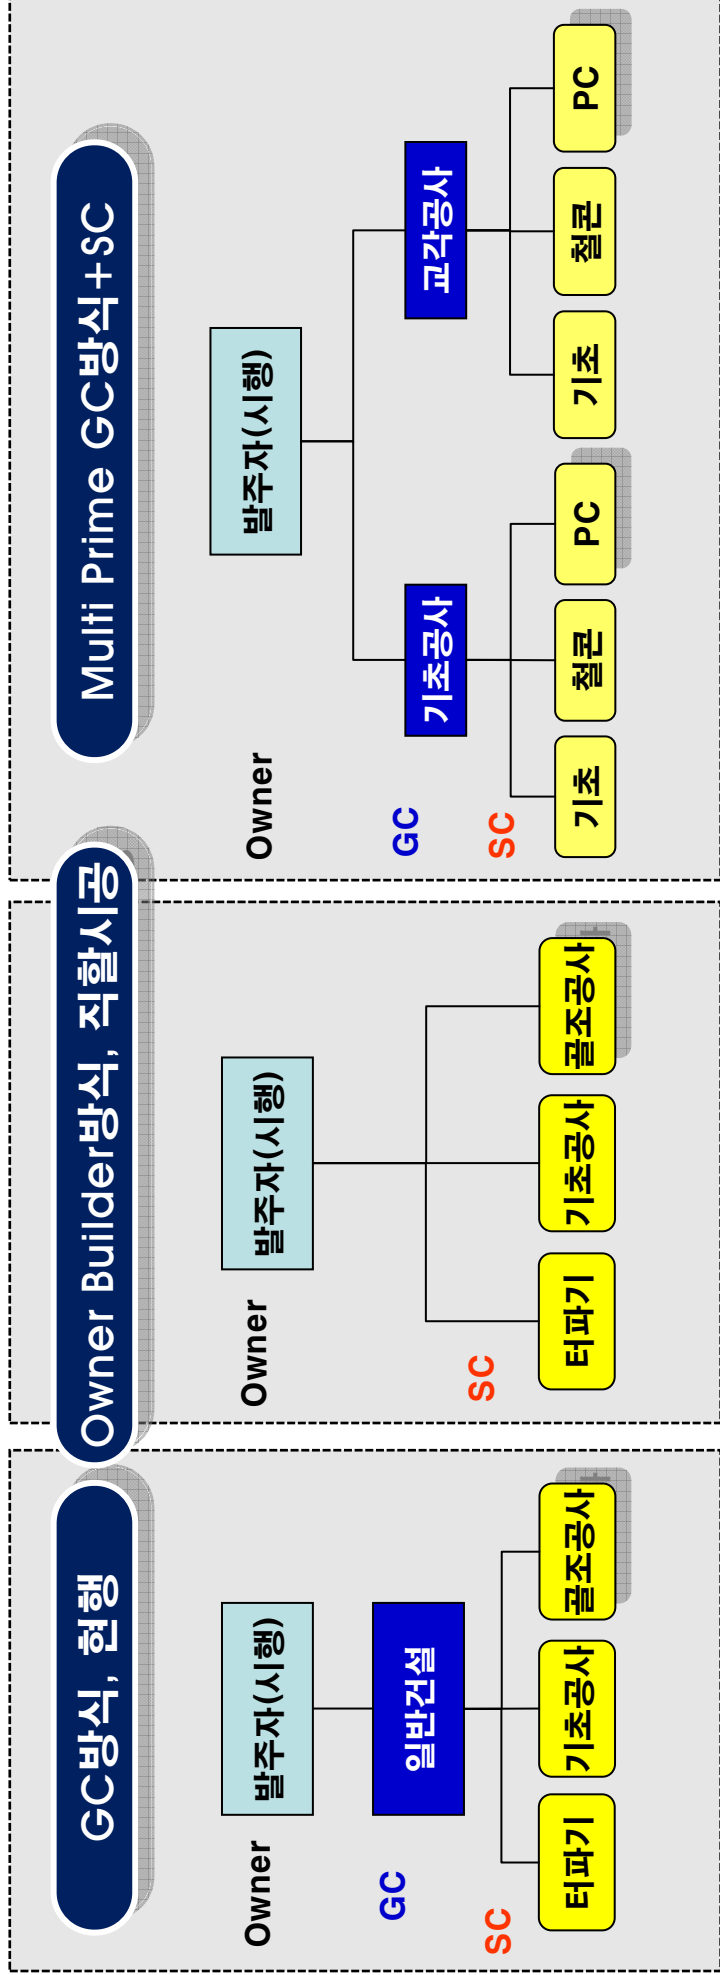 GC방식, 현행
Owner
발주자(시행)
GC
일반건설
SC
터파기
기초공사
골조공사
Owner Builder방식, 직할시공
Owner
발주자(시행)
SC
터파기
기초공사
골조공사
Multi Prime GC방식+SC
Owner
발주자(시행)
GC
기초공사
교각공사
SC
기초
철콘
PC
기초
철콘
PC